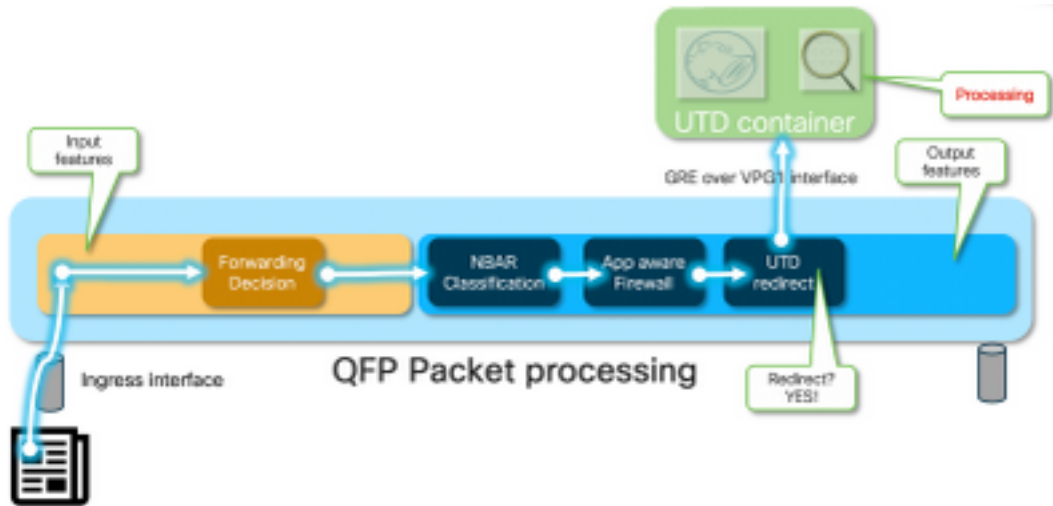 UTD container
Processing
Input
features
GRE over VPG1 interface
Output
features
Forwarding
Decision
NBAR
Classification
App aware
Firewall
UTD
redirect
Ingress interface
QFP Packet processing
Redirect?
YES!